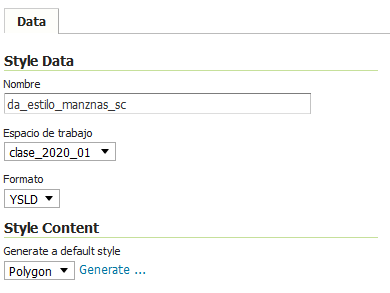 Data
Style Data
Nombre
da_estilo_manznas_sc
Espacio de trabajo
clase_2020_01
Formato
YSLD
Style Content
Generate a default style
Polygon Generate ...